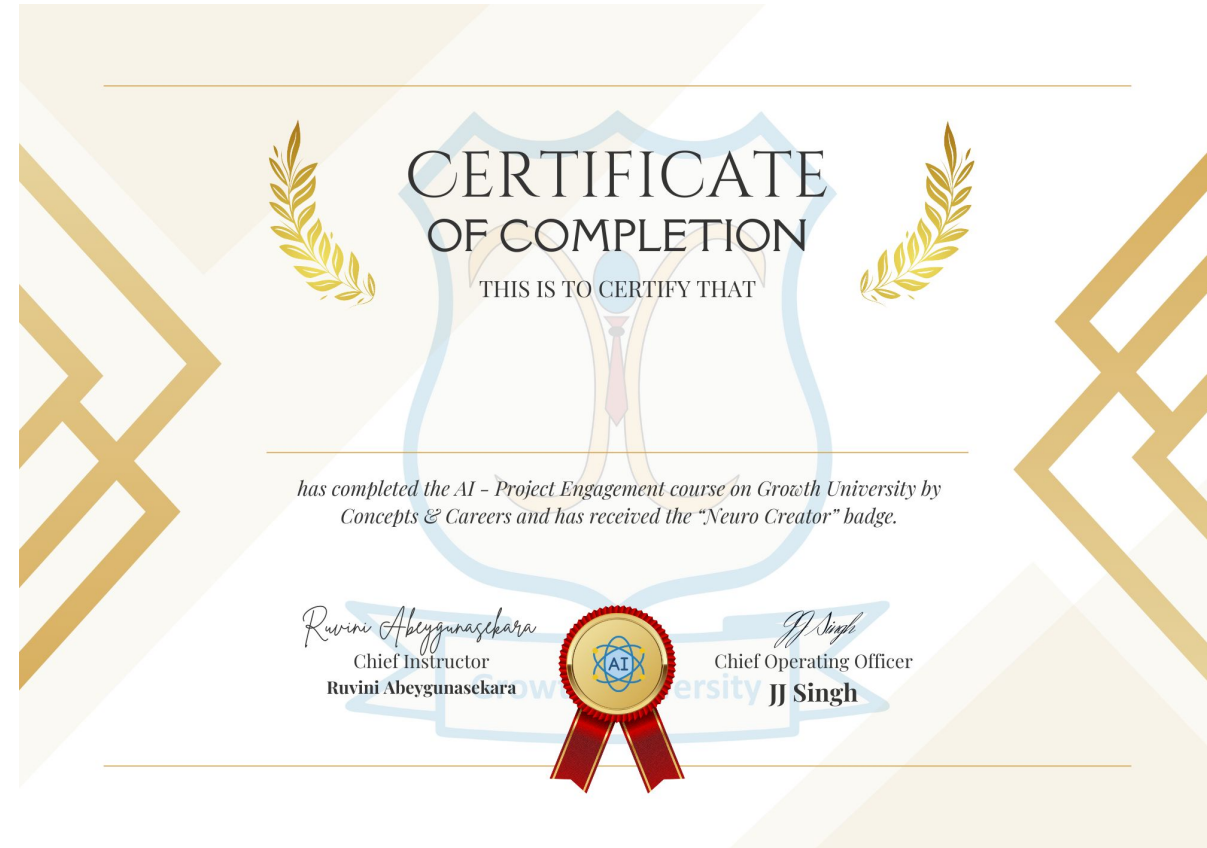 CERTIFICATE
OF COMPLETION
THIS IS TO CERTIFY THAT
has completed the AI - Project Engagement course on Growth University by
Concepts & Careers and has received the “Neuro Creator” badge.
Ruvini Abeygunasekara
Chief Instructor
Ruvini Abeygunasekara
AI
JJ Singh
Chief Operating Officer
JJ Singh